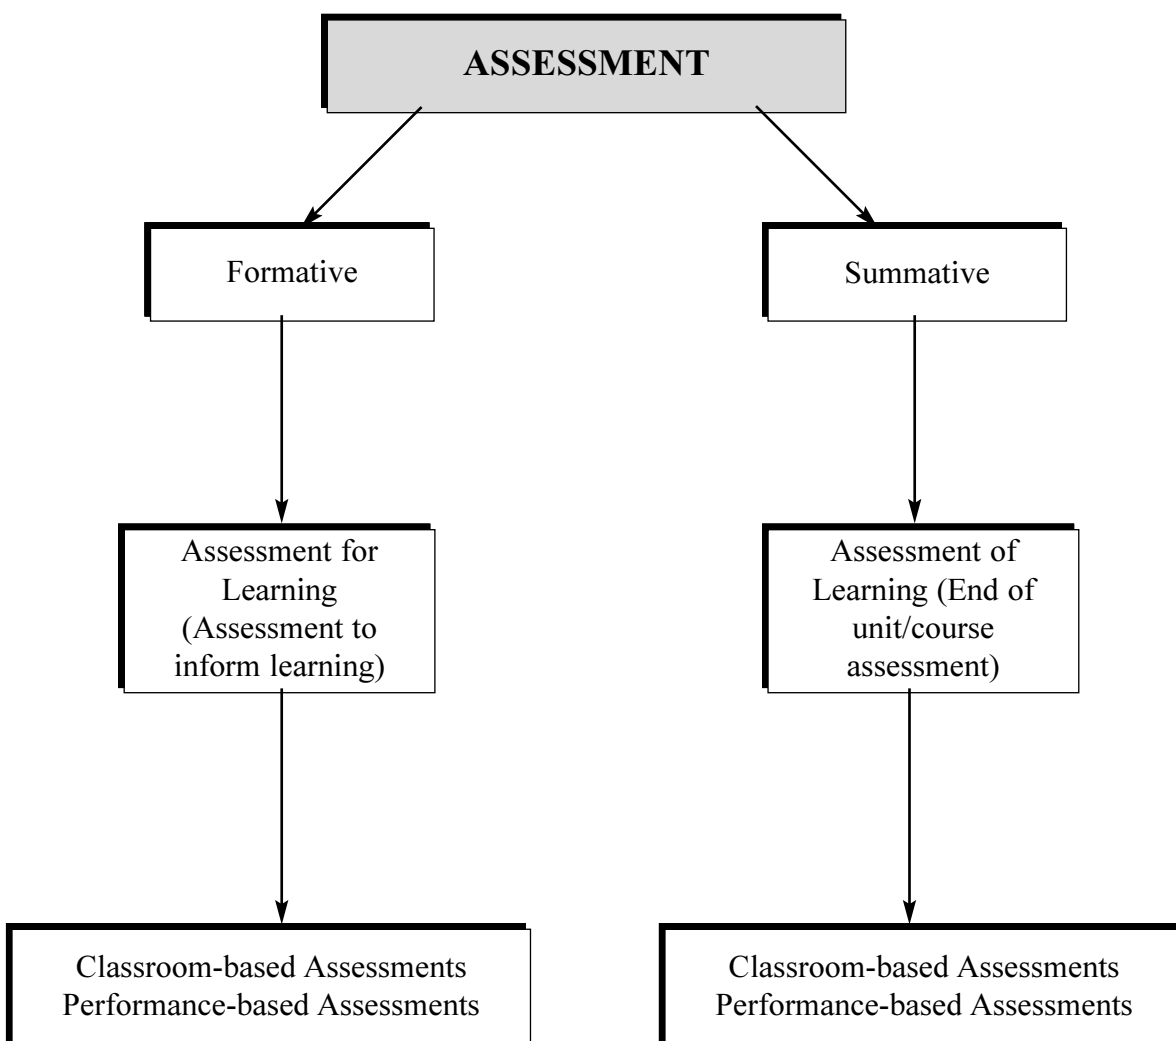 ASSESSMENT
Formative
Summative
Assessment for
Learning
(Assessment to
inform learning)
Assessment of
Learning (End of
unit/course
assessment)
Classroom-based Assessments
Performance-based Assessments
Classroom-based Assessments
Performance-based Assessments